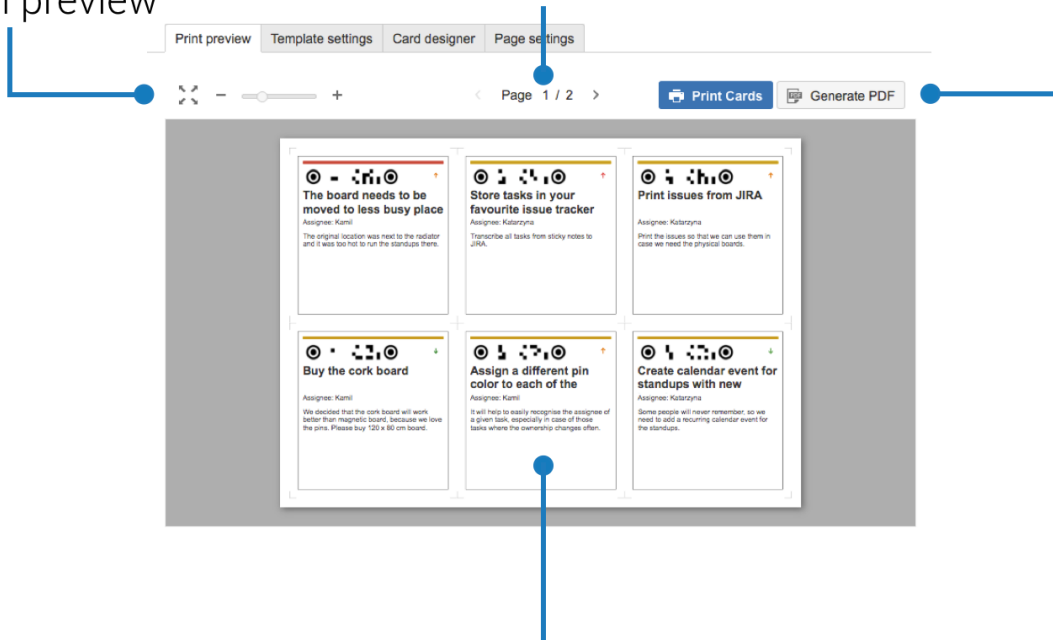 preview
Print preview Template settings Card designer Page settings
Page 1 / 2
Print Cards
Generate PDF
The board needs to be
moved to less busy place
Assignee: Kamil
The original location was next to the radiator
and it was too hot to run the standups there.
Store tasks in your
favourite issue tracker
Assignee: Katarzyna
Transcribe all tasks from sticky notes to
JIRA.
Print issues from JIRA
Assignee: Katarzyna
Print the issues so that we can use them in
case we need the physical boards.
Buy the cork board
Assignee: Kamil
We decided that the cork board will work
better than magnetic board, because we love
the pins. Please buy 120 x 80 cm board.
Assign a different pin
color to each of the
Assignee: Kamil
It will help to easily recognise the assignee of
a given task, especially in case of those
tasks where the ownership changes often.
Create calendar event for
standups with new
Assignee: Katarzyna
Some people will never remember, so we
need to add a recurring calendar event for
the standups.